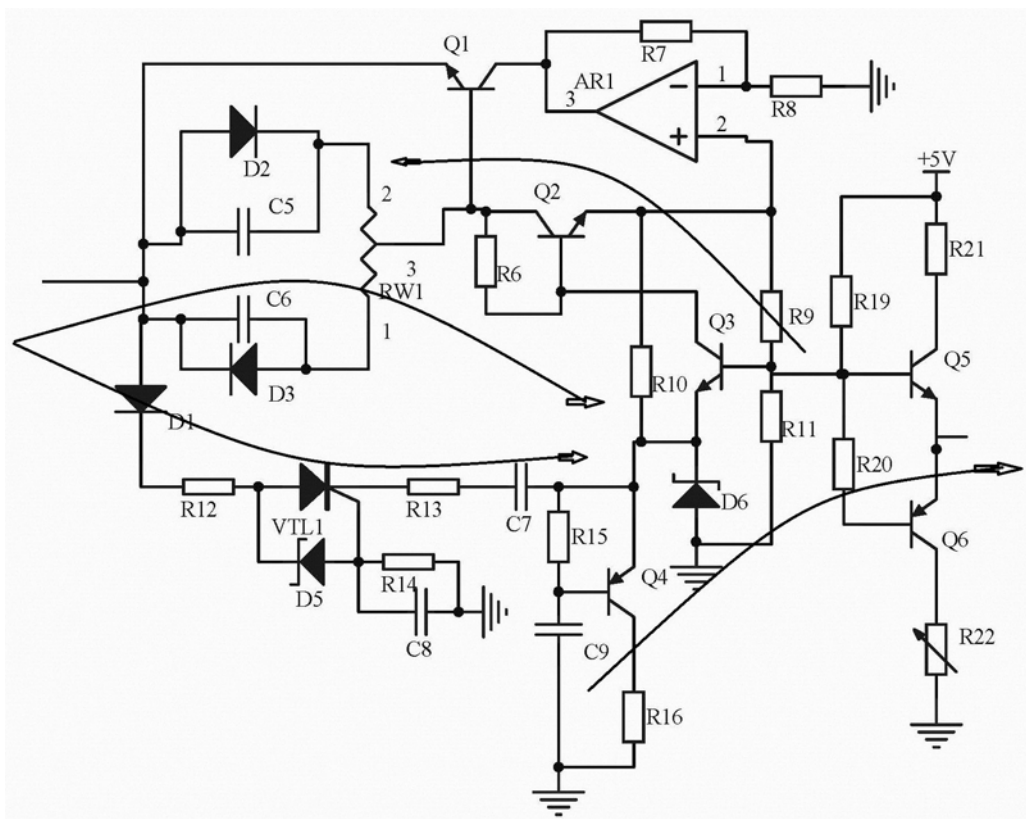 Q1
R7
AR1
1
3
R8
2
D2
+5V
2
Q2
C5
R21
R6
3
R19
C6
RW1
R9
Q3
1
Q5
D3
R10
D1
R11
R20
R12
R13
D6
VTL1
C7
R15
Q6
Q4
R14
D5
C9
R22
C8
R16